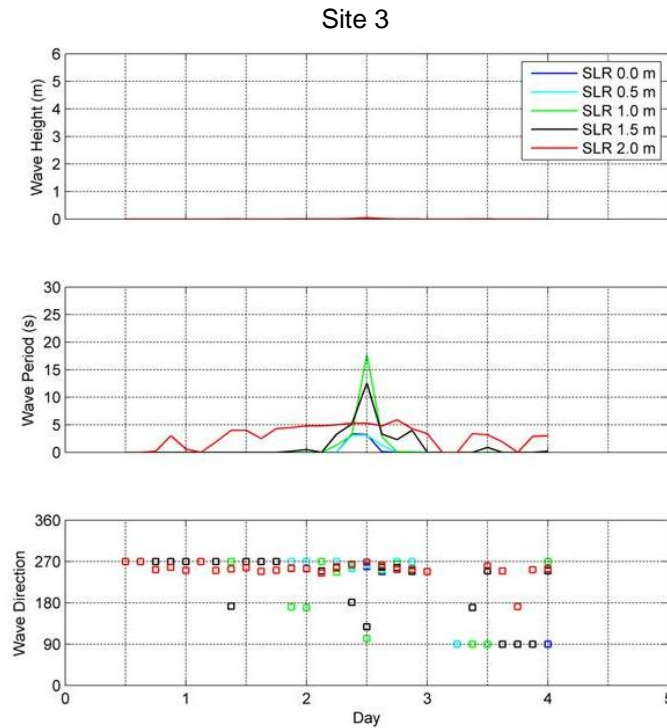 Site 3
6
5
4
3
2
1
0
Wave Height (m)
SLR 0.0 m
SLR 0.5 m
SLR 1.0 m
SLR 1.5 m
SLR 2.0 m
30
25
20
15
10
5
0
Wave Period (s)
360
270
180
90
0
Wave Direction
0 1 2 3 4 5
Day